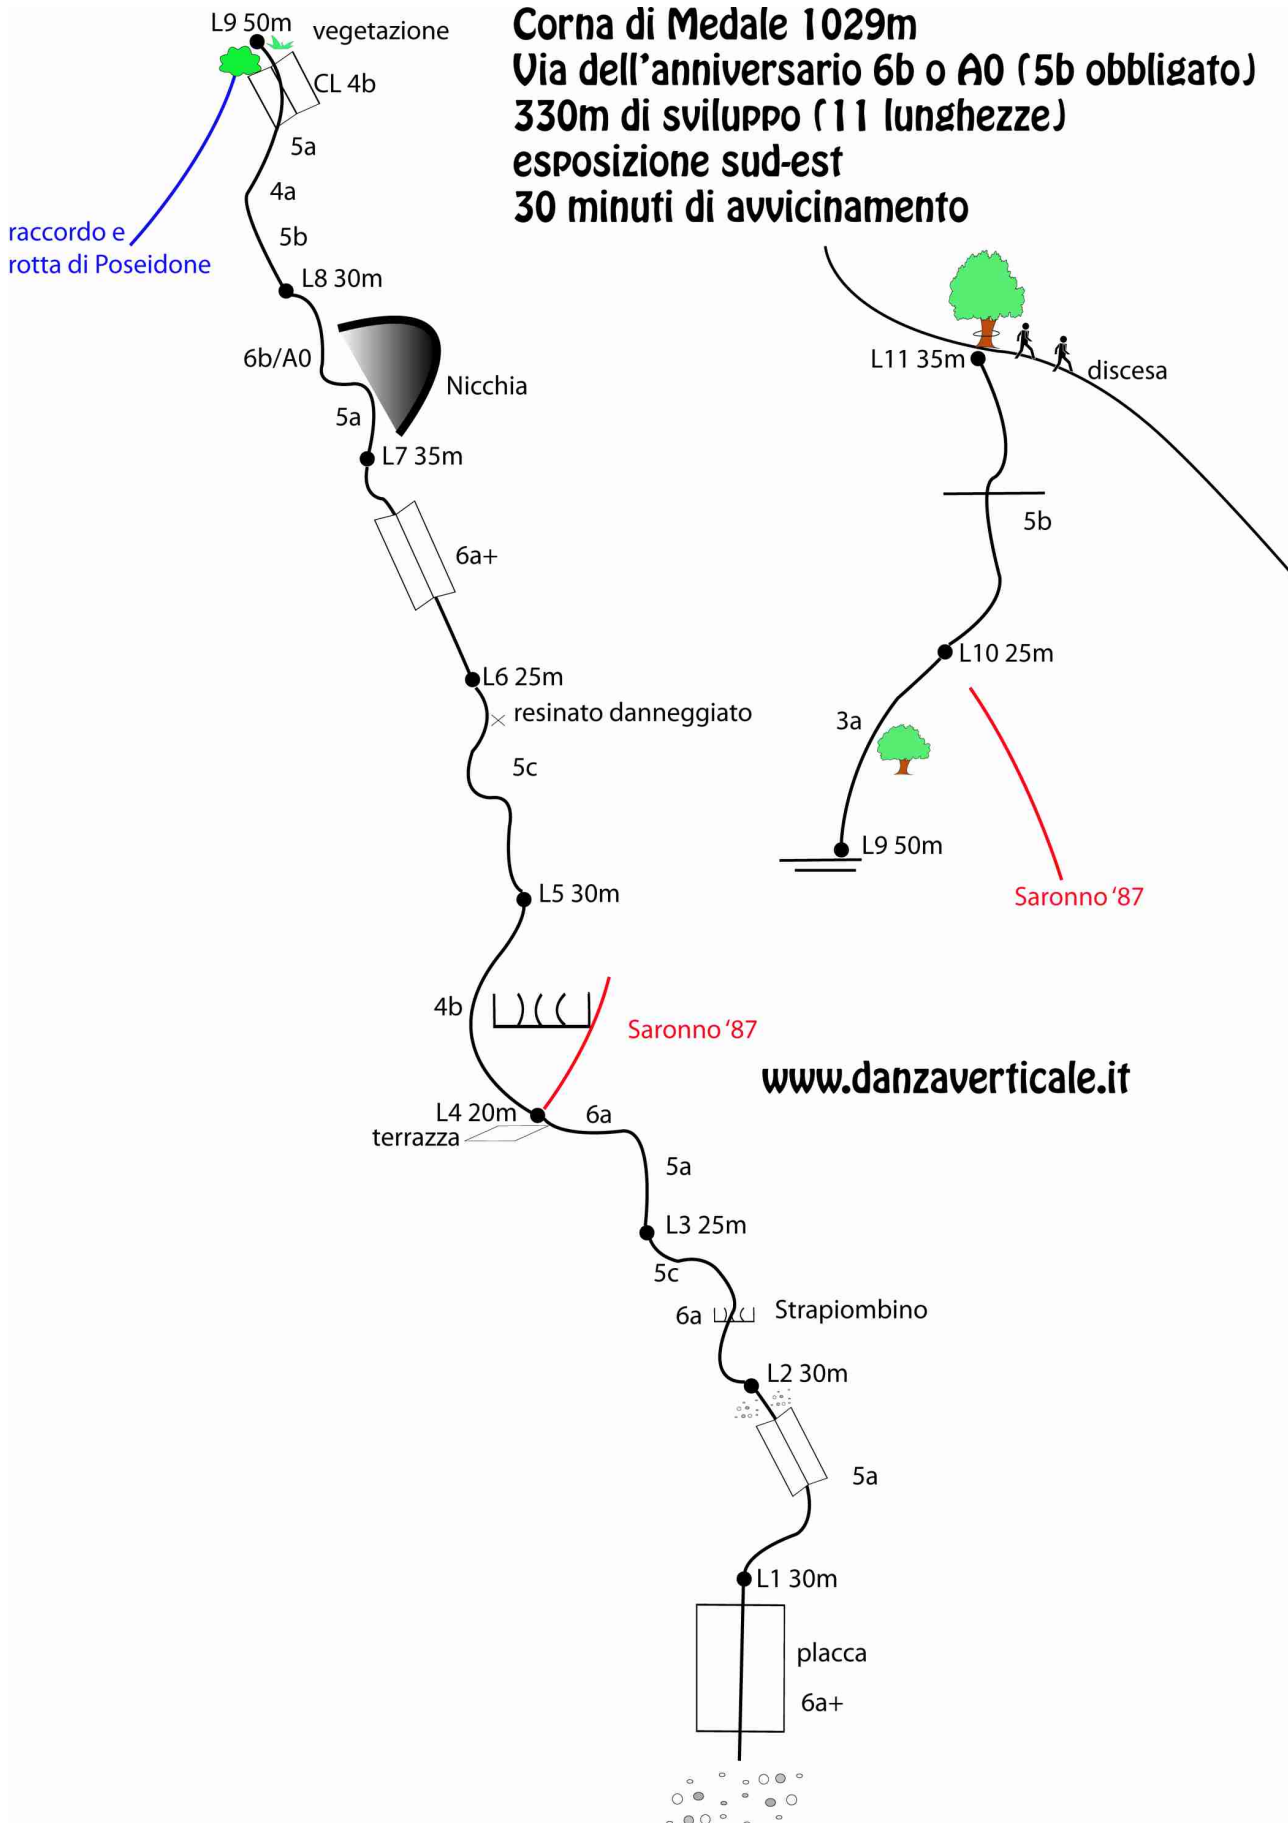 Corna di Medale 1029m
Via dell'anniversario 6b o A0 (5b obbligato)
330m di sviluppo (11 lunghezze)
esposizione sud-est
30 minuti di avvicinamento
L9 50m
vegetazione
CL 4b
5a
4a
5b
raccordo e
rotta di Poseidone
L8 30m
6b/A0
Nicchia
5a
L7 35m
6a+
L6 25m
resinato danneggiato
5c
L5 30m
4b
Saronno '87
L4 20m
terrazza
6a
5a
L3 25m
5c
6a
Strapiombino
L2 30m
5a
L1 30m
placca
6a+
L11 35m
discesa
5b
L10 25m
3a
L9 50m
Saronno '87
www.danzaverticale.it